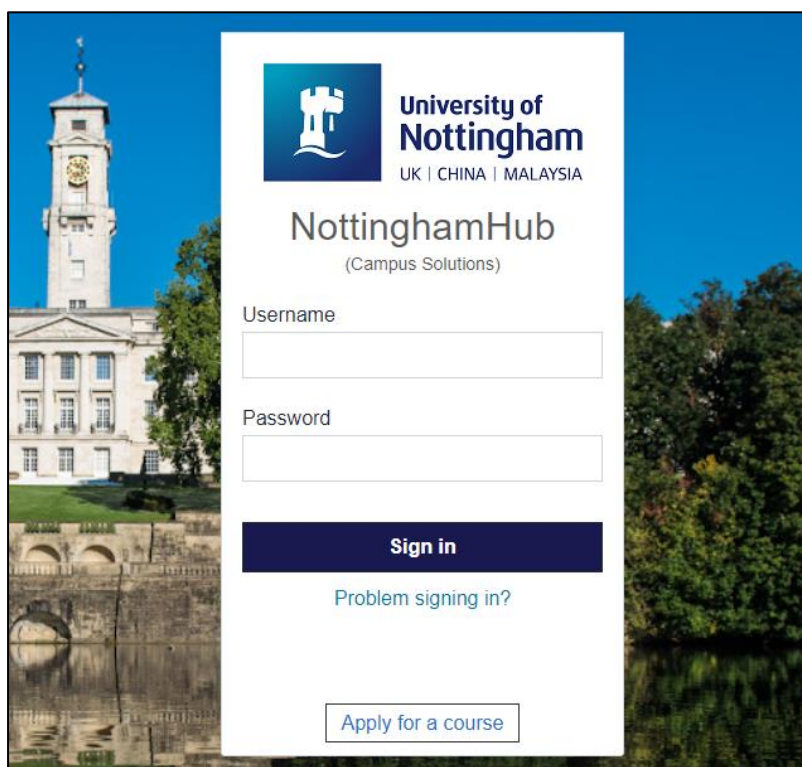 University of
Nottingham
UK | CHINA | MALAYSIA
NottinghamHub
(Campus Solutions)
Username
Password
Sign in
Problem signing in?
Apply for a course